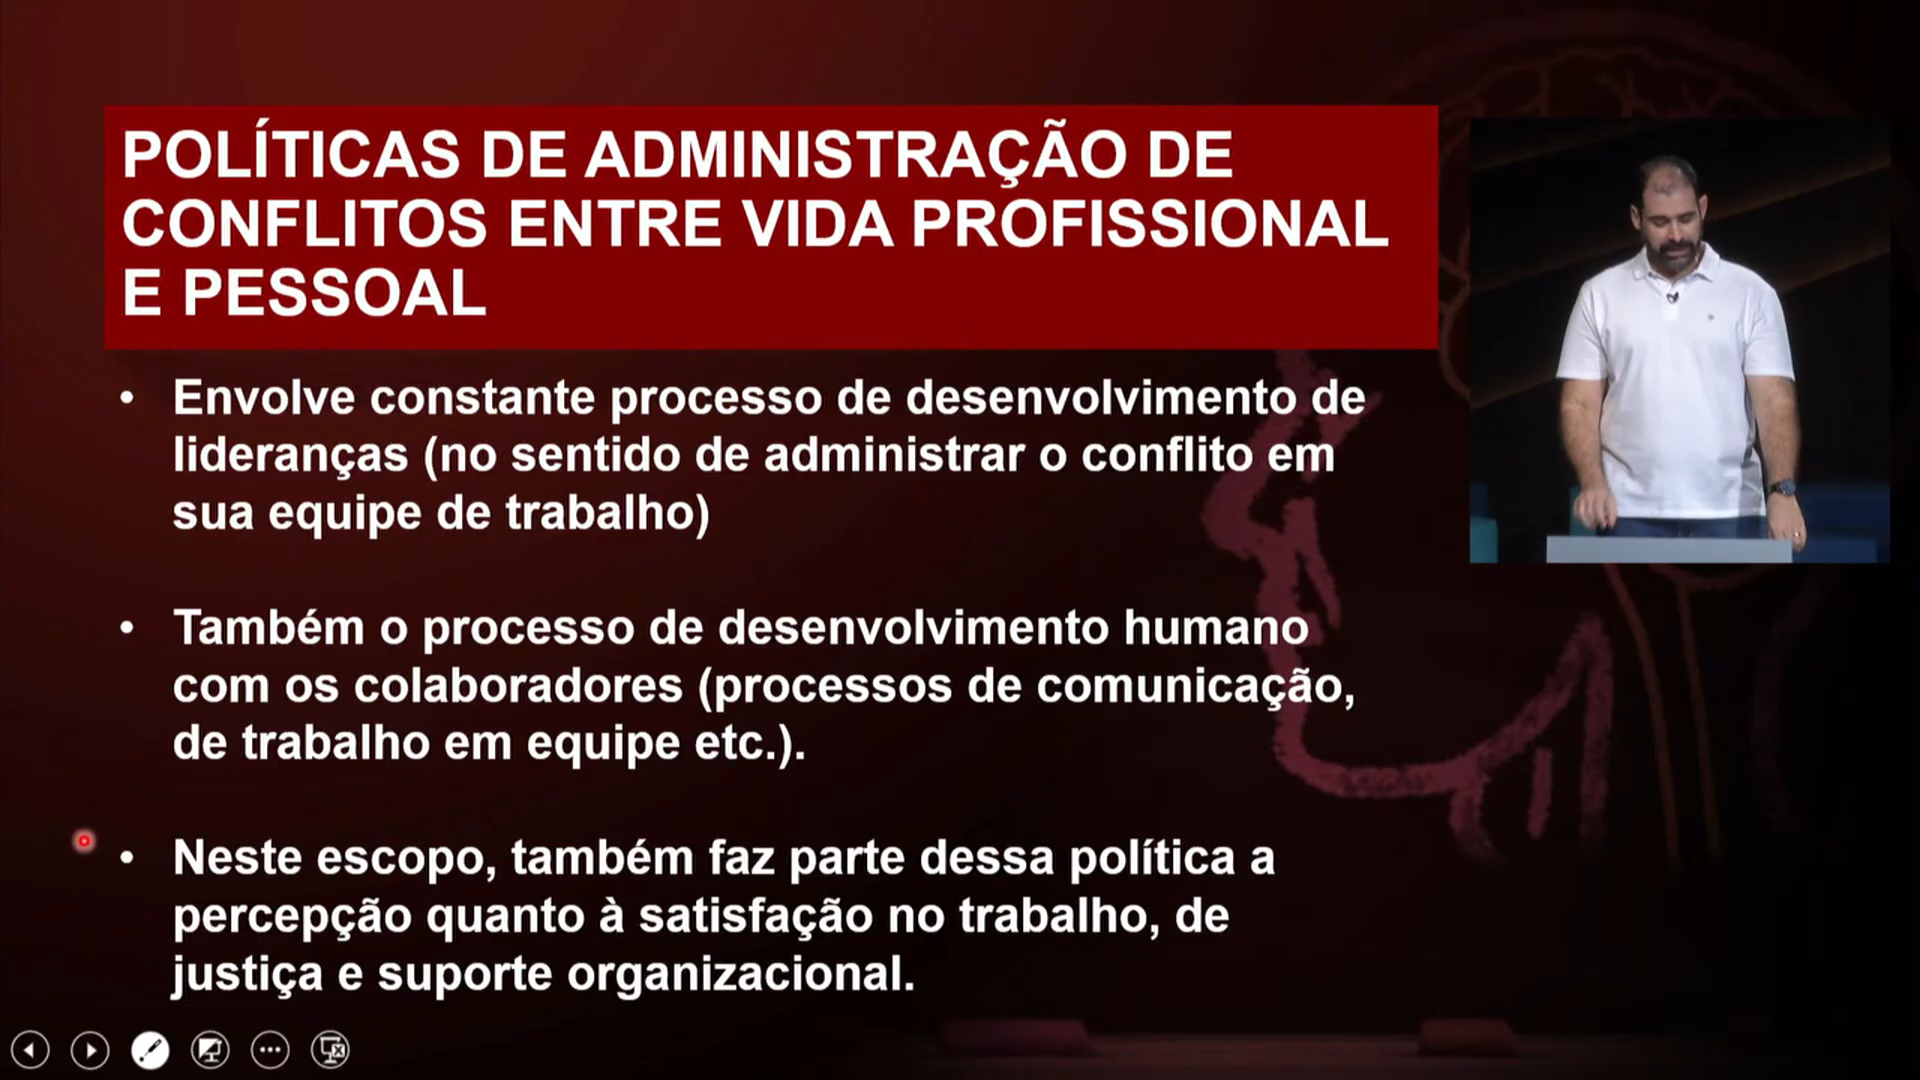 POLÍTICAS DE ADMINISTRAÇÃO DE
CONFLITOS ENTRE VIDA PROFISSIONAL
E PESSOAL
• Envolve constante processo de desenvolvimento de
lideranças (no sentido de administrar o conflito em
sua equipe de trabalho)
• Também o processo de desenvolvimento humano
com os colaboradores (processos de comunicação,
de trabalho em equipe etc.).
• Neste escopo, também faz parte dessa política a
percepção quanto à satisfação no trabalho, de
justiça e suporte organizacional.